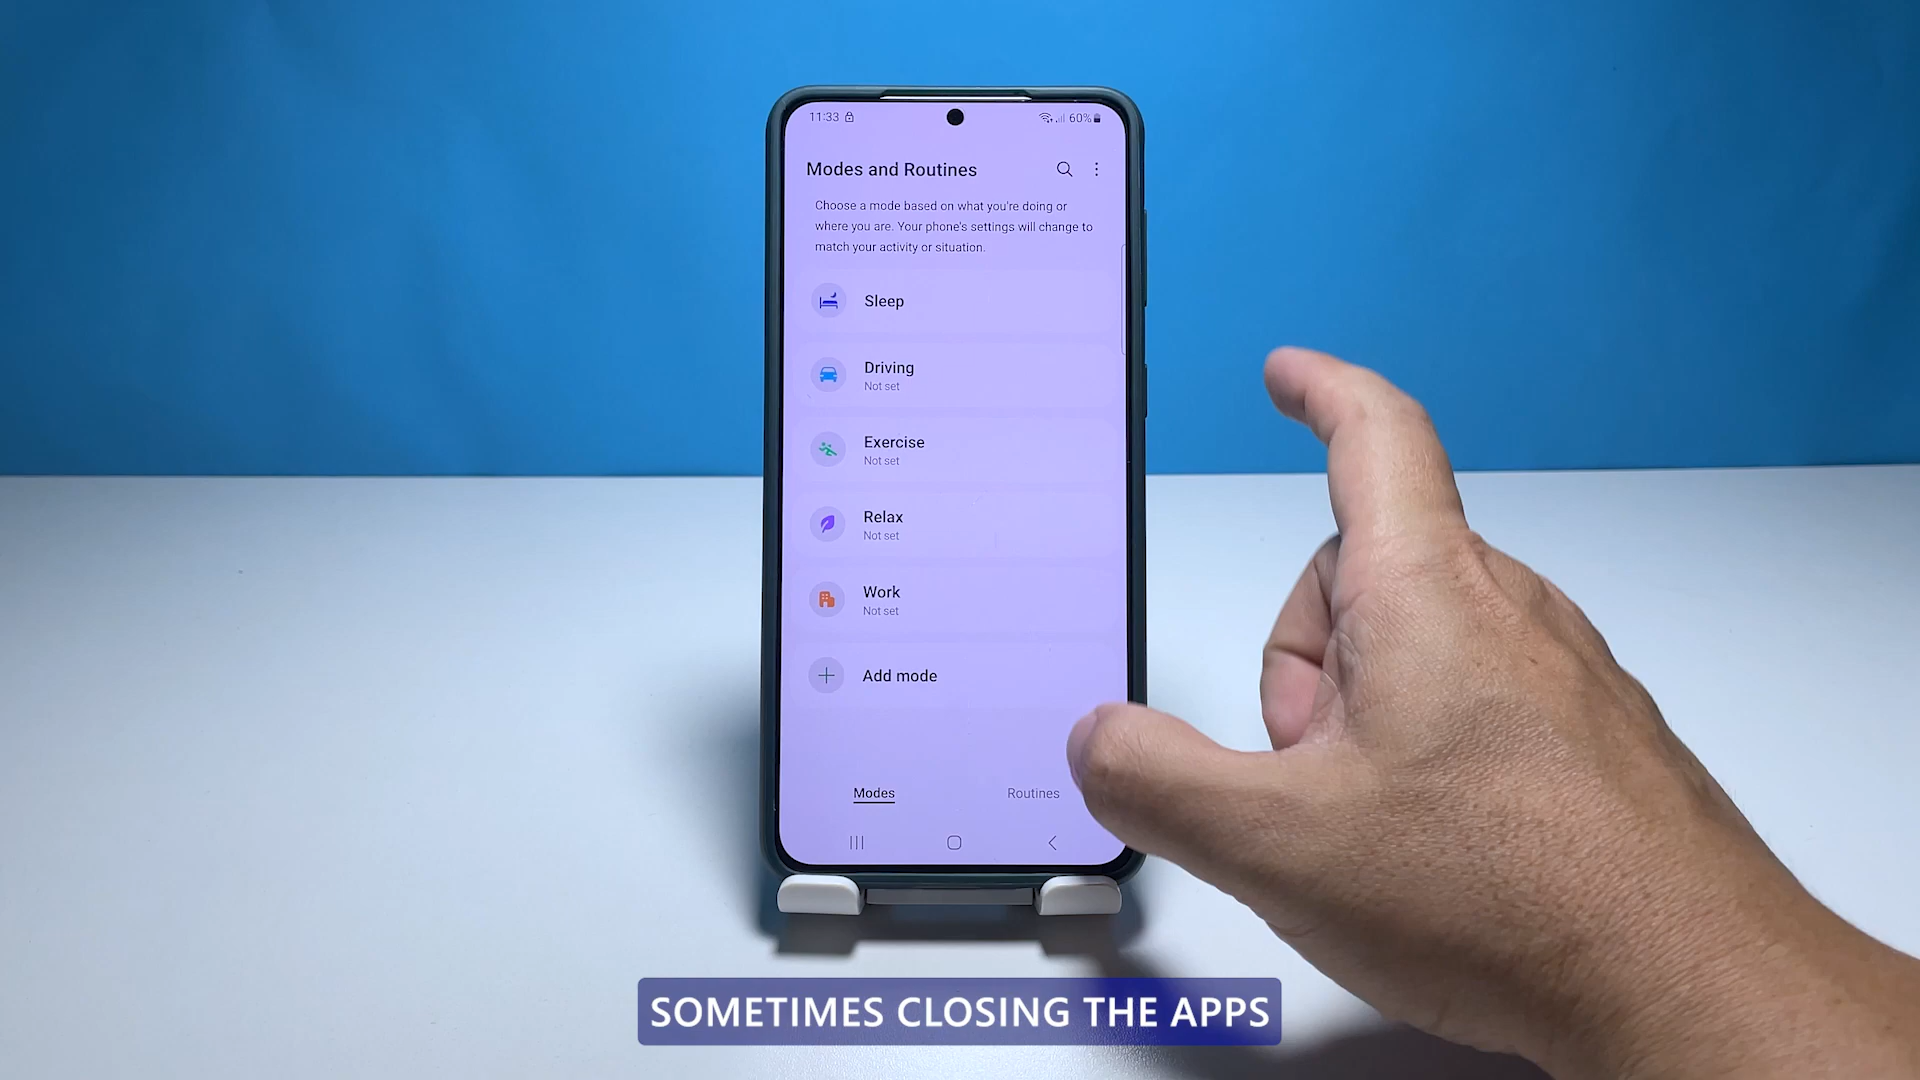 11:33
60%
Modes and Routines
Choose a mode based on what you're doing or
where you are. Your phone's settings will change to
match your activity or situation.
Sleep
Driving
Not set
Exercise
Not set
Relax
Not set
Work
Not set
Add mode
Modes
Routines
SOMETIMES CLOSING THE APPS